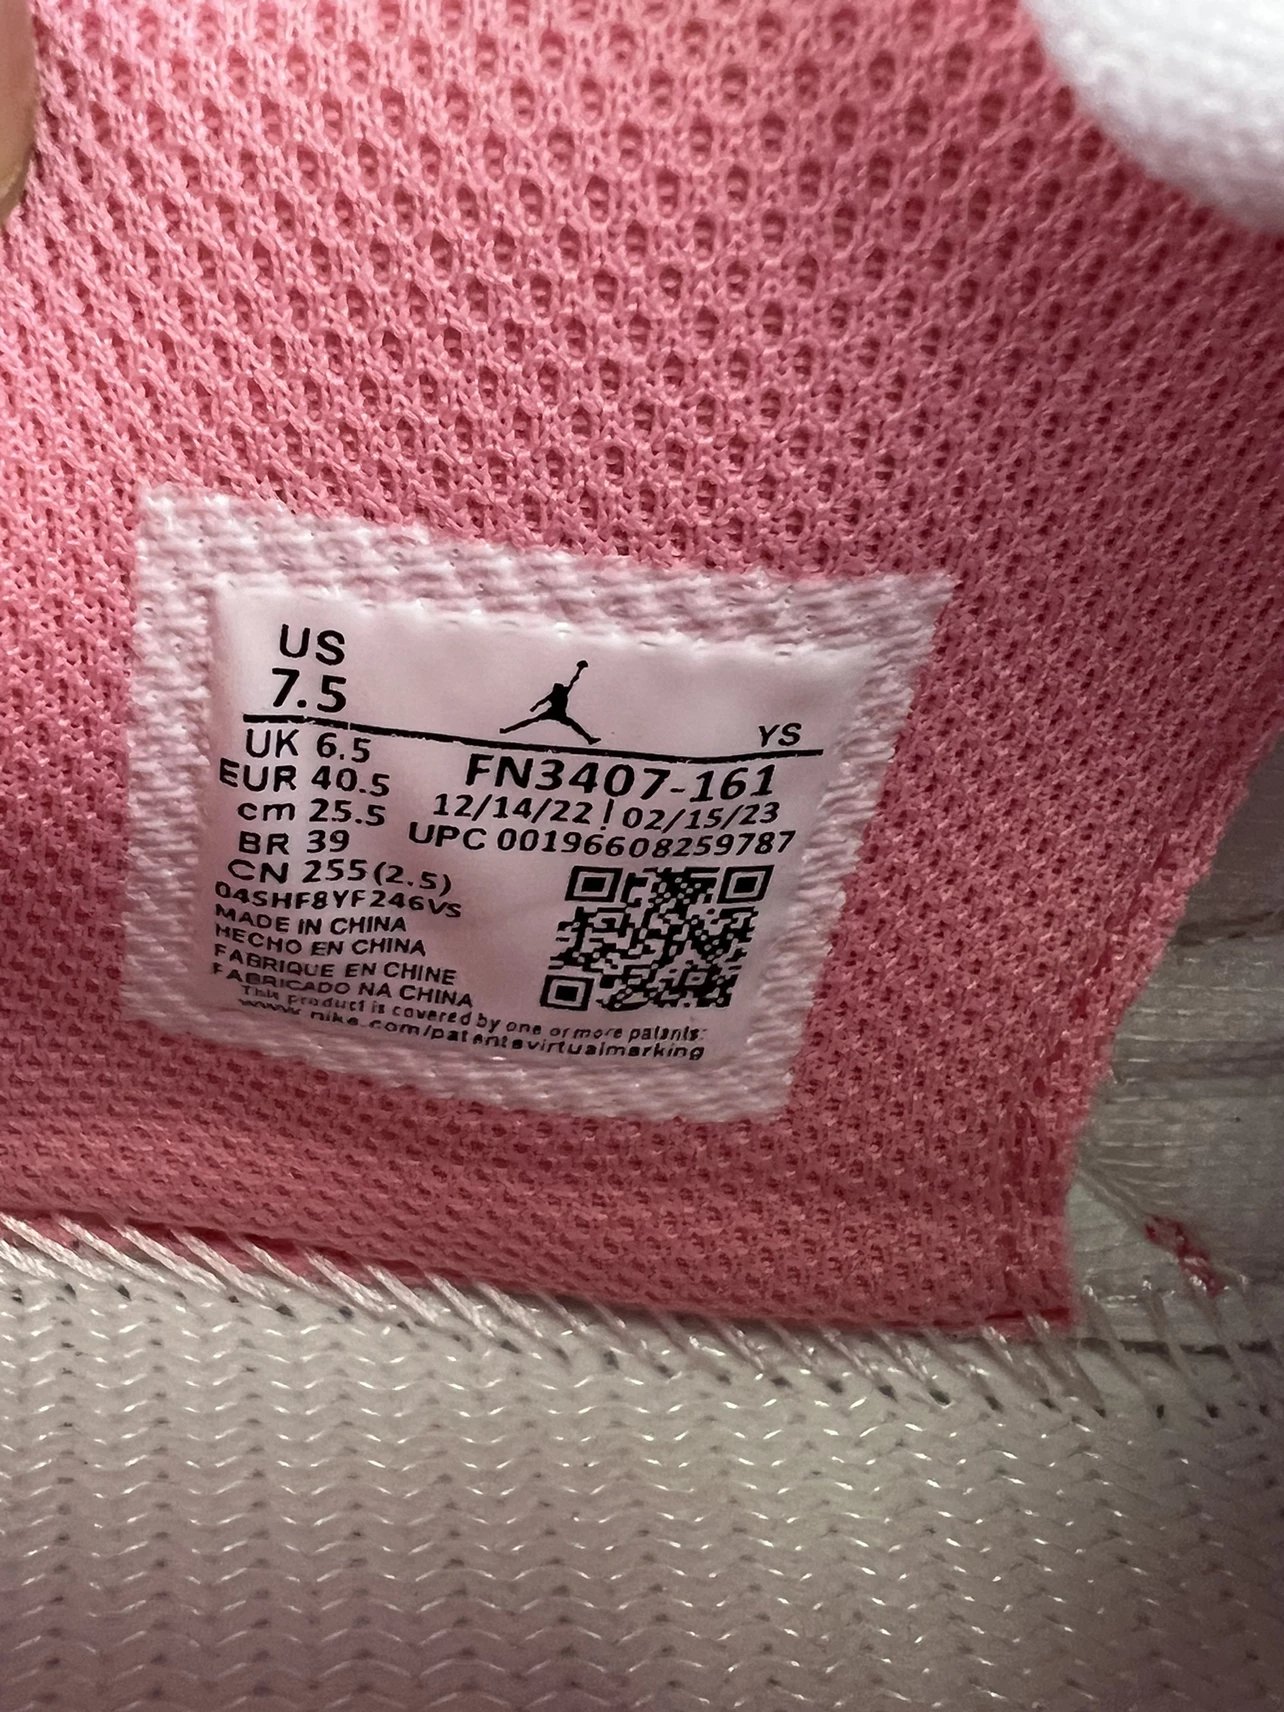 US
7.5
YS
UK 6.5
EUR 40.5
cm 25.5
BR 39
CN 255(2.5)
04SHF8YF246VS
MADE IN CHINA
HECHO EN CHINA
FABRIQUE EN CHINE
FABRICADO NA CHINA
FN3407-161
12/14/22 | 02/15/23
UPC 00196608259787
This product is covered by one or more patents:
www.nike.com/patentsvirtualmarking